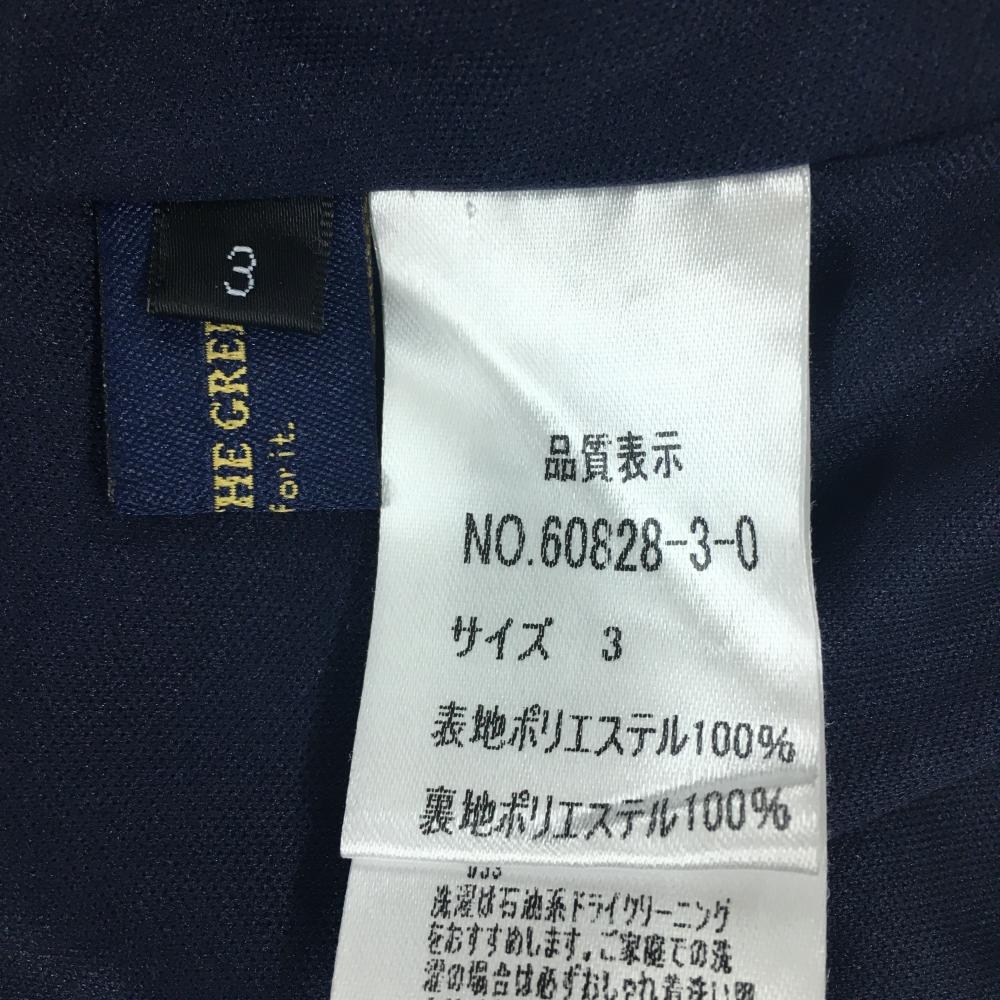 3
THE GRE
for it.
品質表示
NO.60828-3-0
サイズ 3
表地ポリエステル100%
裏地ポリエステル100%
洗濯は石油系ドライクリーニング
をおすすめします。ご家庭での洗
濯の場合は必ずおしゃれ着洗い用